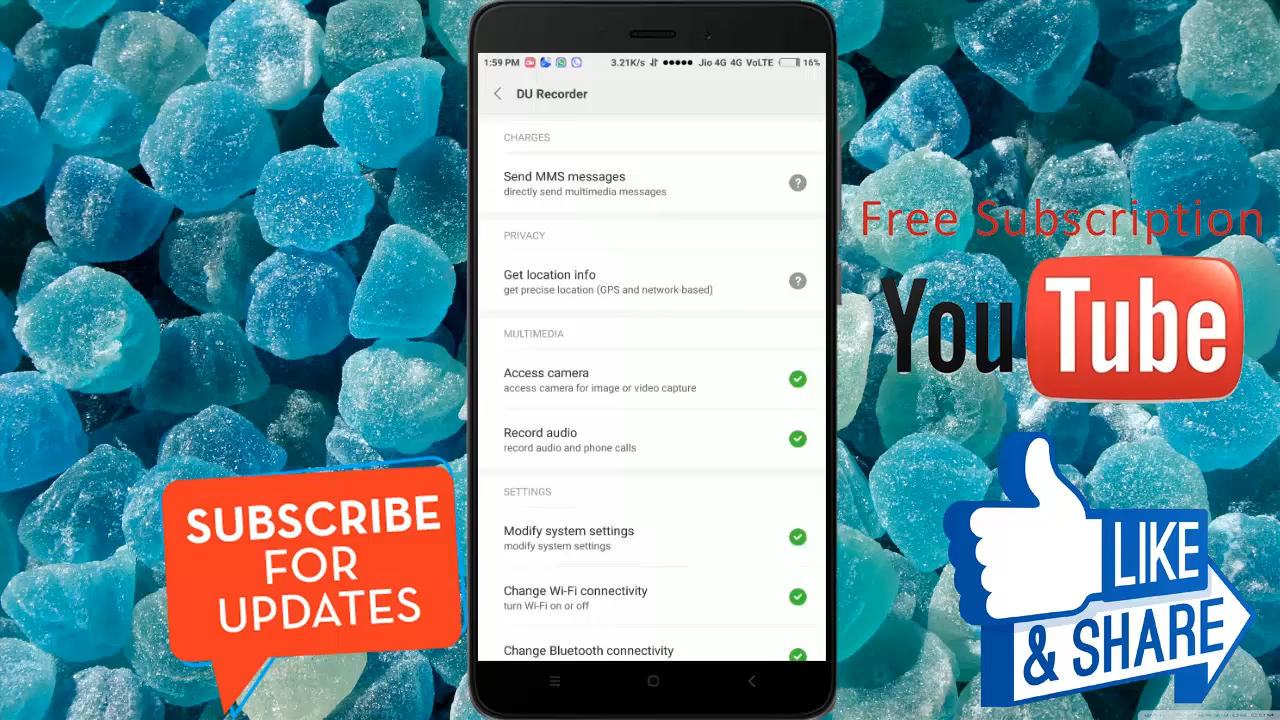 1:59 PM 3.21K/s Jio 4G 4G VoLTE 16%
DU Recorder
CHARGES
Send MMS messages
directly send multimedia messages
?
PRIVACY
Get location info
get precise location (GPS and network-based)
?
MULTIMEDIA
Access camera
access camera for image or video capture
Record audio
record audio and phone calls
SETTINGS
Modify system settings
modify system settings
Change Wi-Fi connectivity
turn Wi-Fi on or off
Change Bluetooth connectivity
SUBSCRIBE
FOR
UPDATES
Free Subscription
YouTube
LIKE
& SHARE